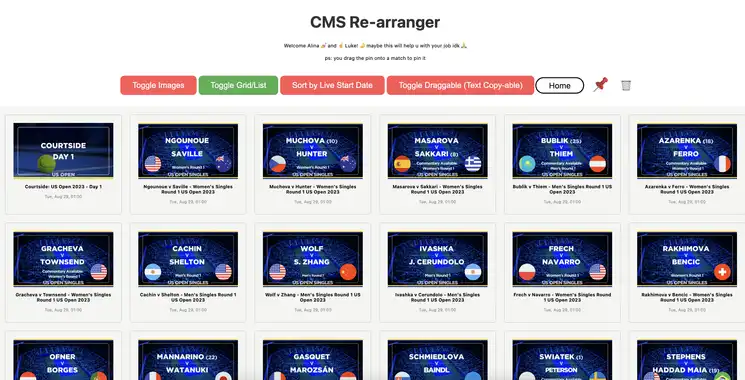 CMS Re-arranger
Welcome Alina 💅 and 🤞 Luke! 🤌 maybe this will help u with your job idk 🙏
ps: you drag the pin onto a match to pin it
Toggle Images
Toggle Grid/List
Sort by Live Start Date
Toggle Draggable (Text Copy-able)
Home
COURTSIDE
DAY 1
US OPEN
Courtside: US Open 2023 - Day 1
Tue, Aug 29, 01:00
NGOUNOUE
V
SAVILLE
Commentary Available
Women's Round 1
US OPEN SINGLES
Ngounoue v Saville - Women's Singles
Round 1 US Open 2023
Tue, Aug 29, 01:00
MUCHOVA (10)
V
HUNTER
Commentary Available
Women's Round 1
US OPEN SINGLES
Muchova v Hunter - Women's Singles
Round 1 US Open 2023
Tue, Aug 29, 01:00
MASAROVA
V
SAKKARI (8)
Commentary Available
Women's Round 1
US OPEN SINGLES
Masarova v Sakkari - Women's Singles
Round 1 US Open 2023
Tue, Aug 29, 01:00
BUBLIK (25)
V
THIEM
Commentary Available
Men's Round 1
US OPEN SINGLES
Bublik v Thiem - Men's Singles Round 1 US
Open 2023
Tue, Aug 29, 01:00
AZARENKA (18)
V
FERRO
Commentary Available
Women's Round 1
US OPEN SINGLES
Azarenka v Ferro - Women's Singles
Round 1 US Open 2023
Tue, Aug 29, 01:00
GRACHEVA
V
TOWNSEND
Commentary Available
Women's Round 1
US OPEN SINGLES
Gracheva v Townsend - Women's Singles
Round 1 US Open 2023
Tue, Aug 29, 01:00
CACHIN
V
SHELTON
Men's Round 1
US OPEN SINGLES
Cachin v Shelton - Men's Singles Round 1
US Open 2023
Tue, Aug 29, 01:00
WOLF
V
S. ZHANG
Men's Round 1
US OPEN SINGLES
Wolf v Zhang - Men's Singles Round 1 US
Open 2023
Tue, Aug 29, 01:00
IVASHKA
V
J. CERUNDOLO
Men's Round 1
US OPEN SINGLES
Ivashka v Cerundolo - Men's Singles
Round 1 US Open 2023
Tue, Aug 29, 01:00
FRECH
V
NAVARRO
Commentary Available
Women's Round 1
US OPEN SINGLES
Frech v Navarro - Women's Singles Round
1 US Open 2023
Tue, Aug 29, 01:00
RAKHIMOVA
V
BENCIC
Women's Round 1
US OPEN SINGLES
Rakhimova v Bencic - Women's Singles
Round 1 US Open 2023
Tue, Aug 29, 01:00
OFNER
V
BORGES
MANNARINO (22)
V
WATANUKI
GASQUET
V
MAROZSÁN
SCHMIEDLOVA
V
BAINDL
SWIATEK (1)
V
PETERSON
STEPHENS
V
HADDAD MAIA (19)